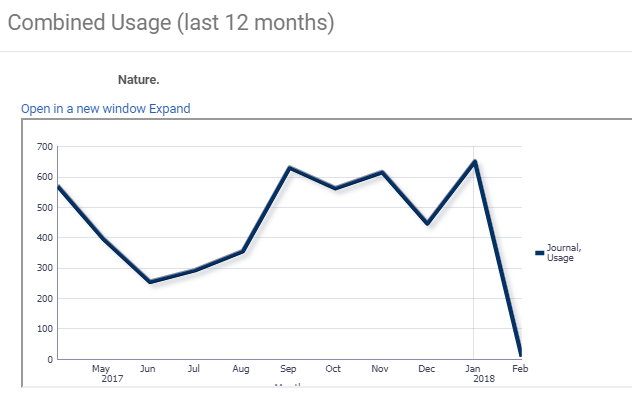 Combined Usage (last 12 months)
Nature.
Open in a new window Expand
700
600
500
400
300
200
100
0
May Jun Jul Aug Sep Oct Nov Dec Jan Feb
2017 2018
Journal,
Usage